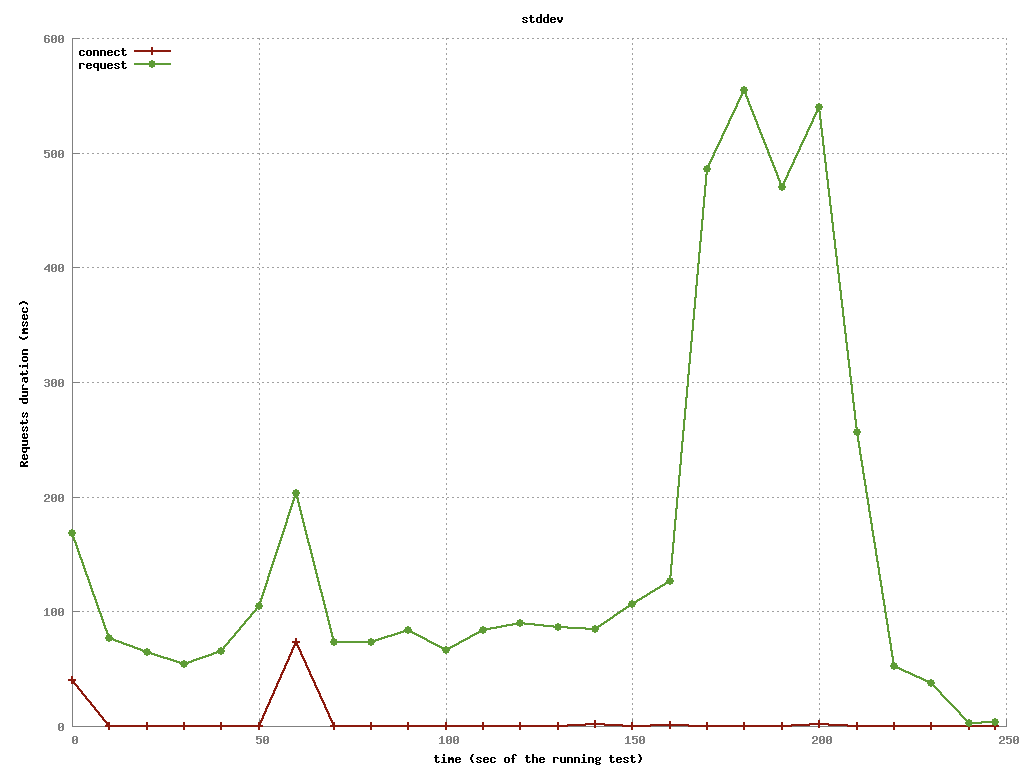 stddev
600
connect
request
500
400
300
200
100
0
Requests duration (msec)
0 50 100 150 200 250
time (sec of the running test)